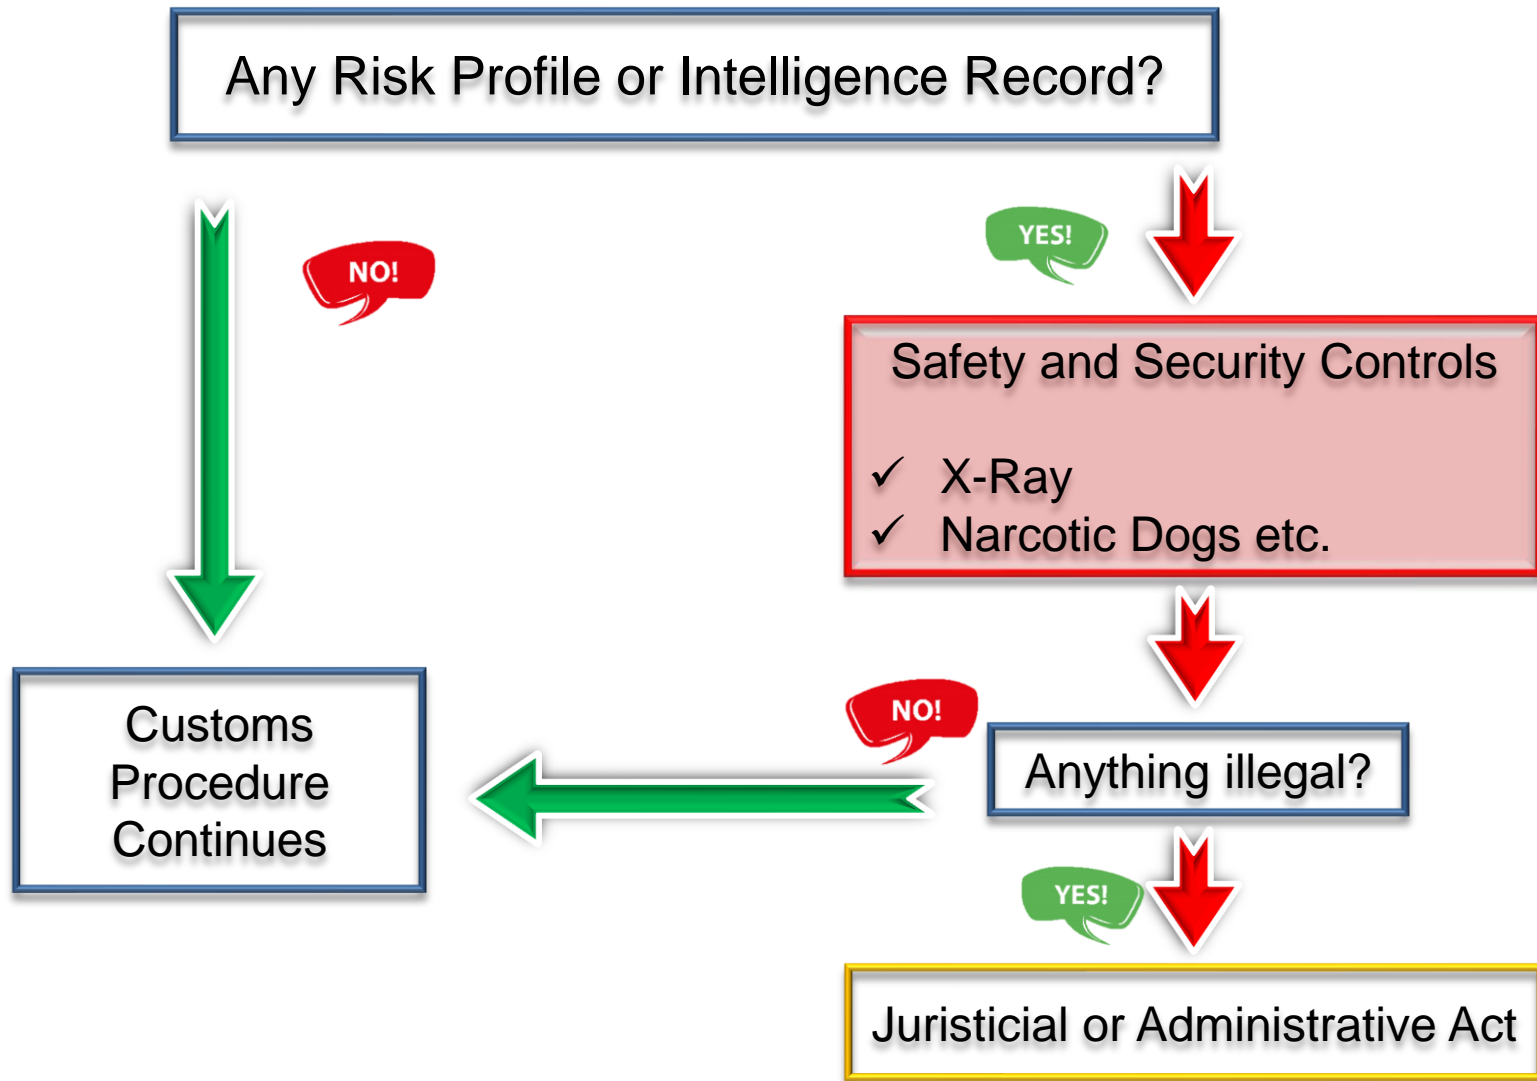 Any Risk Profile or Intelligence Record?
NO!
YES!
Safety and Security Controls
✓ X-Ray
✓ Narcotic Dogs etc.
Customs
Procedure
Continues
NO!
Anything illegal?
YES!
Juristicial or Administrative Act